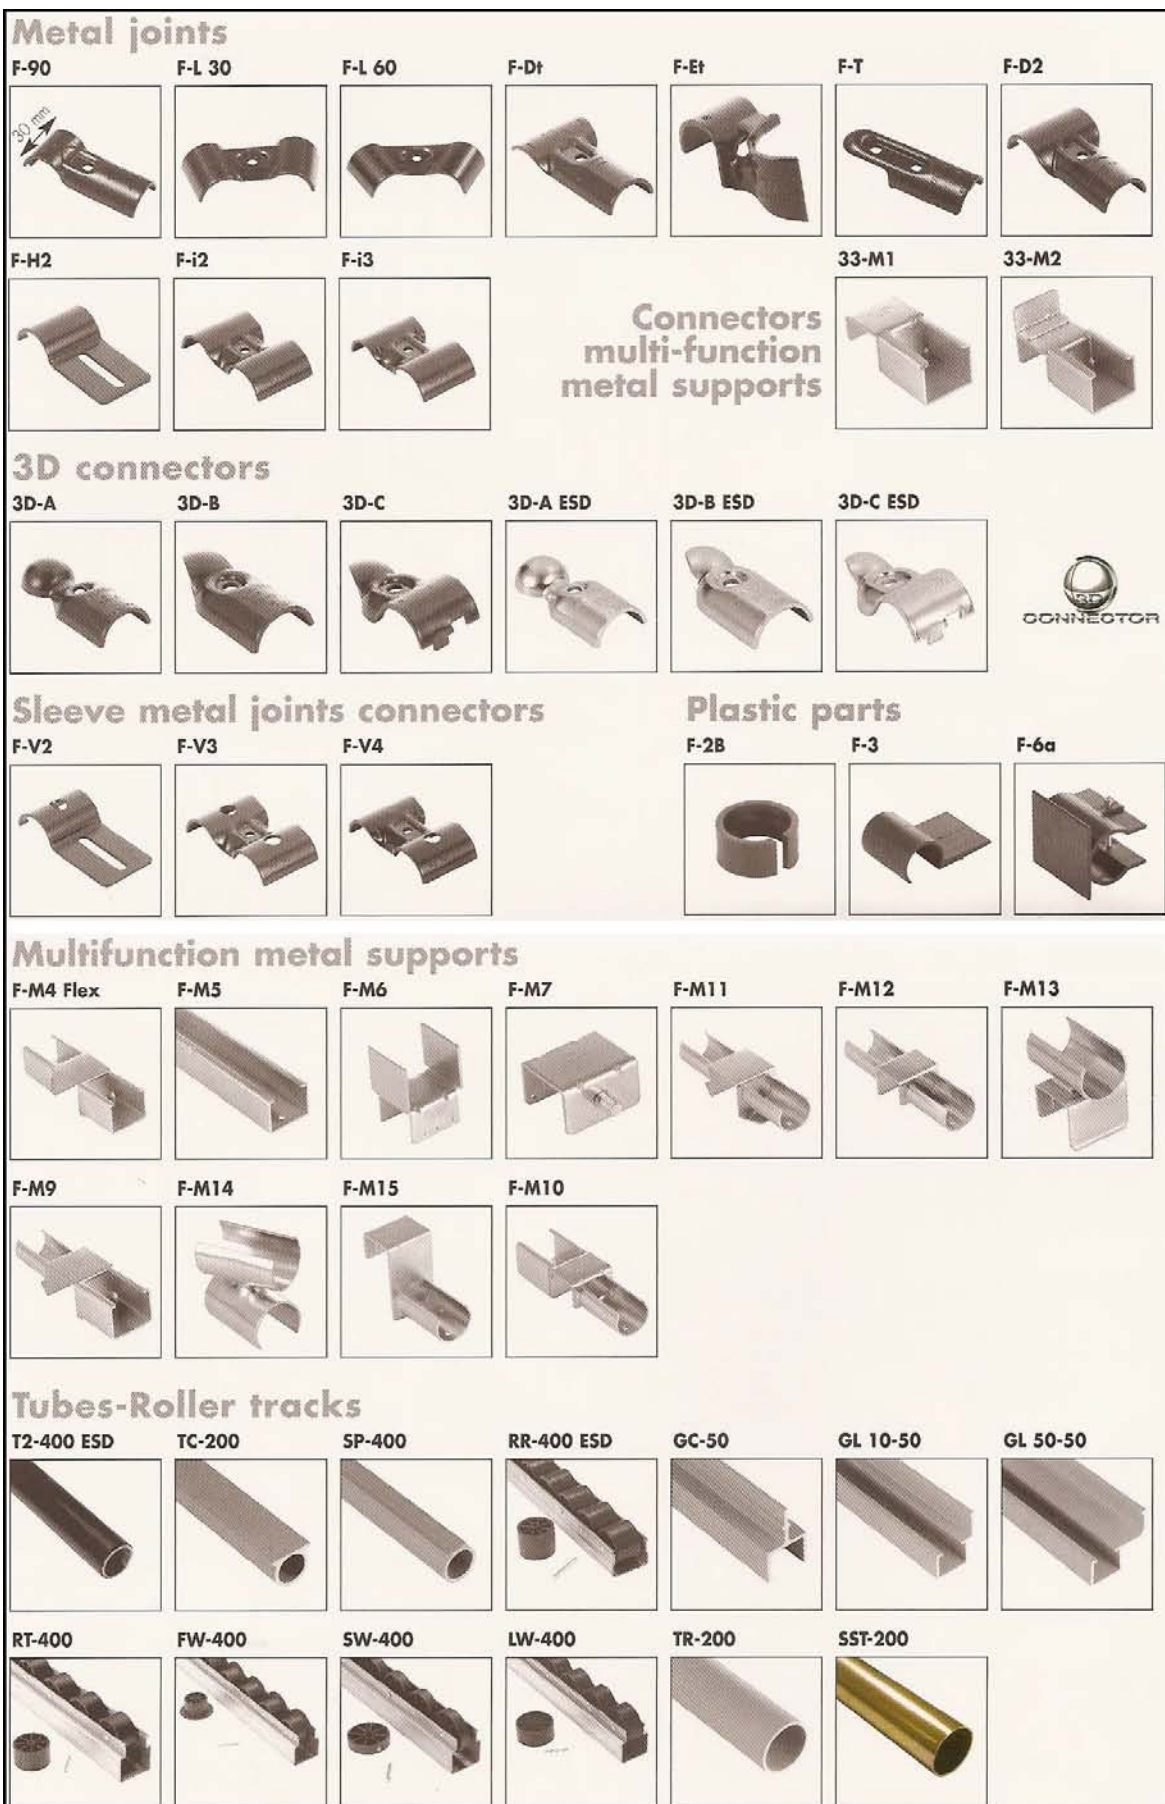 Metal joints
F-90 F-L 30 F-L 60 F-Dt F-Et F-T F-D2
30 mm
F-H2 F-i2 F-i3 33-M1 33-M2
Connectors
multi-function
metal supports
3D connectors
3D-A 3D-B 3D-C 3D-A ESD 3D-B ESD 3D-C ESD
3D
CONNECTOR
Sleeve metal joints connectors Plastic parts
F-V2 F-V3 F-V4 F-2B F-3 F-6a
Multifunction metal supports
F-M4 Flex F-M5 F-M6 F-M7 F-M11 F-M12 F-M13
F-M9 F-M14 F-M15 F-M10
Tubes-Roller tracks
T2-400 ESD TC-200 SP-400 RR-400 ESD GC-50 GL 10-50 GL 50-50
RT-400 FW-400 SW-400 LW-400 TR-200 SST-200